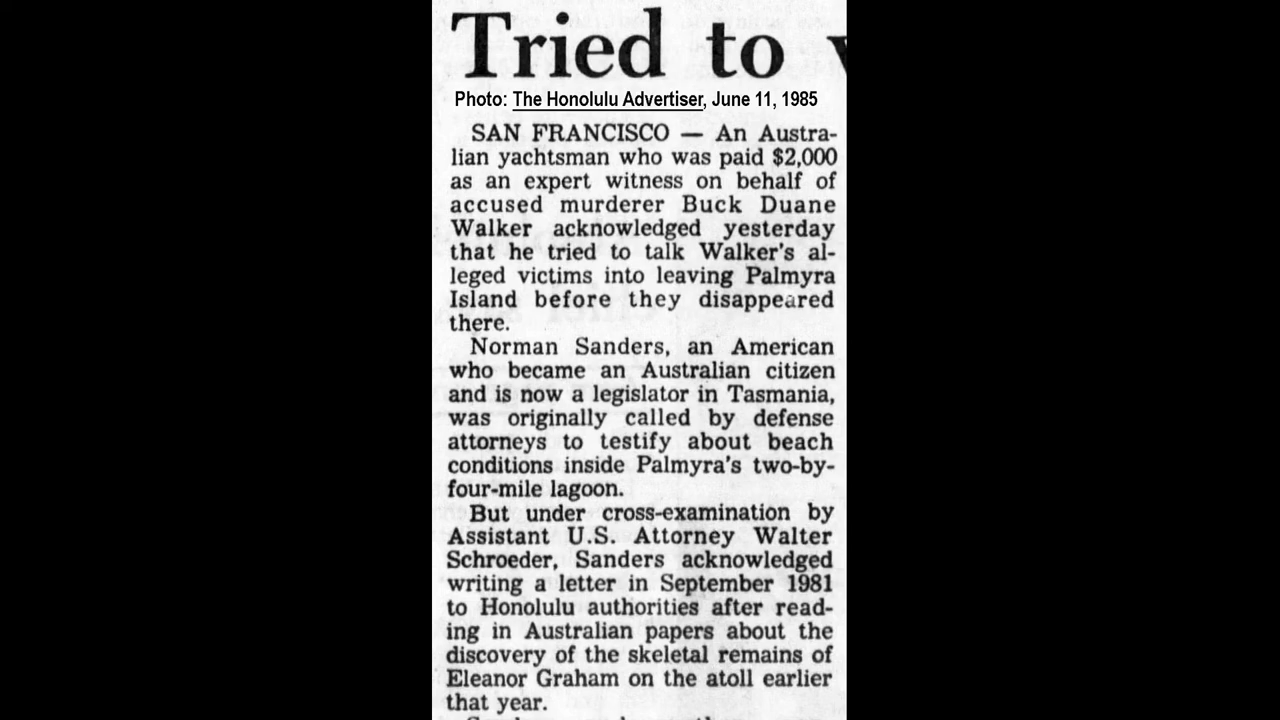 Tried to
Photo: The Honolulu Advertiser, June 11, 1985
SAN FRANCISCO — An Austra-
lian yachtsman who was paid $2,000
as an expert witness on behalf of
accused murderer Buck Duane
Walker acknowledged yesterday
that he tried to talk Walker's al-
leged victims into leaving Palmyra
Island before they disappeared
there.
Norman Sanders, an American
who became an Australian citizen
and is now a legislator in Tasmania,
was originally called by defense
attorneys to testify about beach
conditions inside Palmyra's two-by-
four-mile lagoon.
But under cross-examination by
Assistant U.S. Attorney Walter
Schroeder, Sanders acknowledged
writing a letter in September 1981
to Honolulu authorities after read-
ing in Australian papers about the
discovery of the skeletal remains of
Eleanor Graham on the atoll earlier
that year.